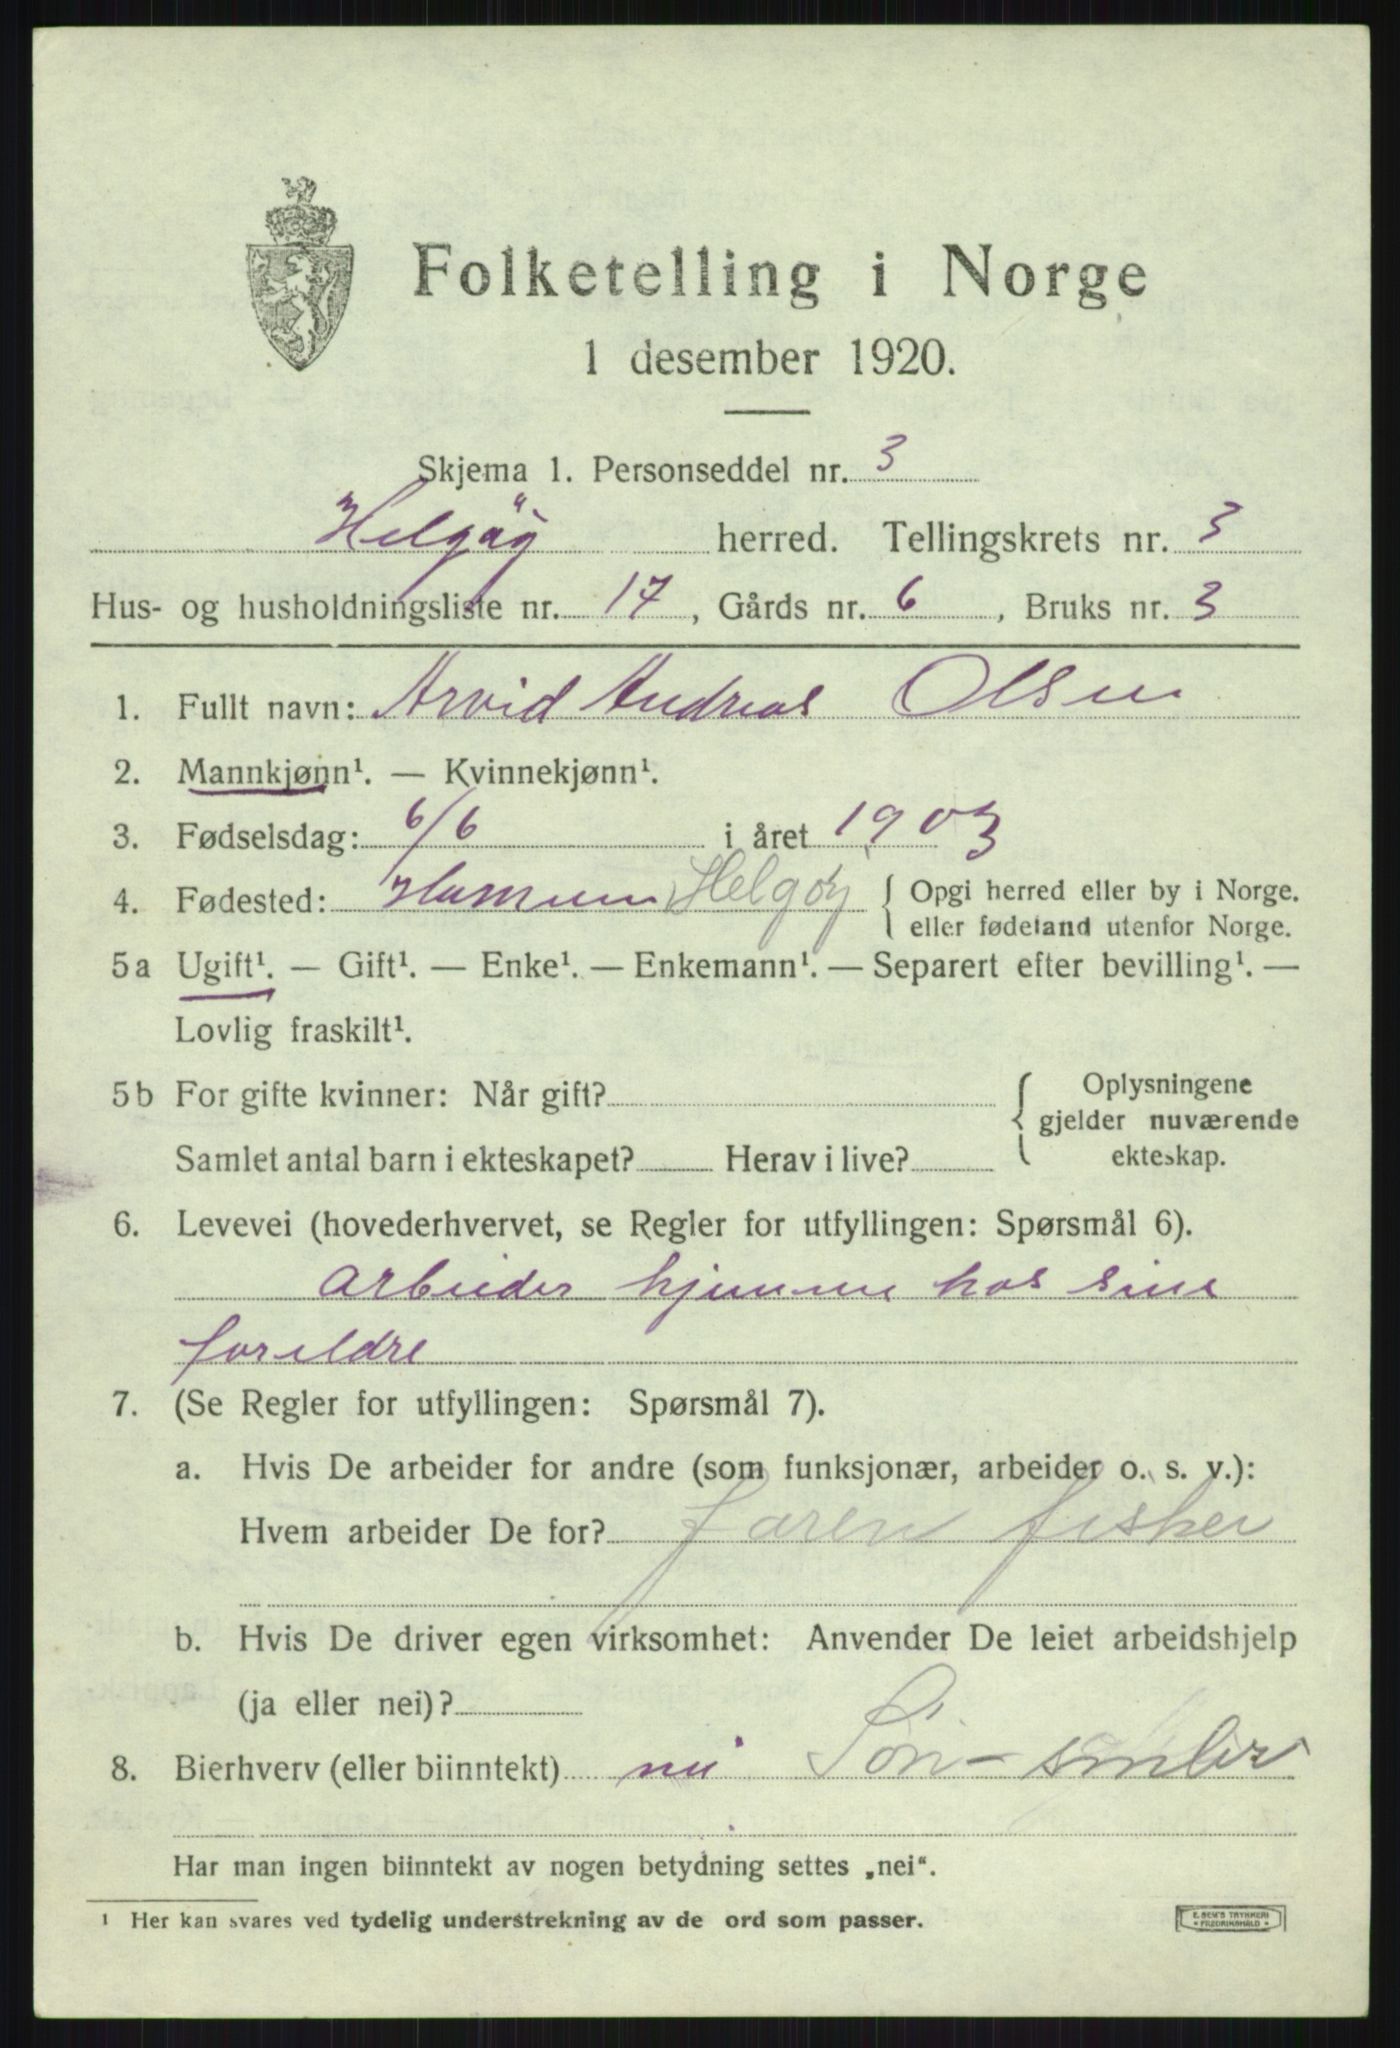 Folketelling i Norge
1 desember 1920.
Skjema 1. Personseddel nr. 3
Helgöy herred. Tellingskrets nr. 3
Hus- og husholdningsliste nr. 17, Gårds nr. 6, Bruks nr. 3
1. Fullt navn: Arvid Andreas Olsen
2. Mannkjønn¹. — Kvinnekjønn¹.
3. Fødselsdag: 6/6 i året 1903
4. Fødested: Helgøy { Opgi herred eller by i Norge.
eller fødeland utenfor Norge.
5a Ugift¹. — Gift¹. — Enke¹. — Enkemann¹. — Separert efter bevilling¹. —
Lovlig fraskilt¹.
5b For gifte kvinner: Når gift? { Oplysningene
gjelder nuværende
Samlet antal barn i ekteskapet? Herav i live? ekteskap.
6. Levevei (hovederhvervet, se Regler for utfyllingen: Spørsmål 6).
arbeider hjemme hos sine
foreldre
7. (Se Regler for utfyllingen: Spørsmål 7).
a. Hvis De arbeider for andre (som funksjonær, arbeider o. s. v.):
Hvem arbeider De for? faren fisker
b. Hvis De driver egen virksomhet: Anvender De leiet arbeidshjelp
(ja eller nei)?
8. Bierhverv (eller biinntekt) nei Sön-
Har man ingen biinntekt av nogen betydning settes „nei".
¹ Her kan svares ved tydelig understrekning av de ord som passer.
E. SEM'S TRYKKERI
FREDRIKSHALD